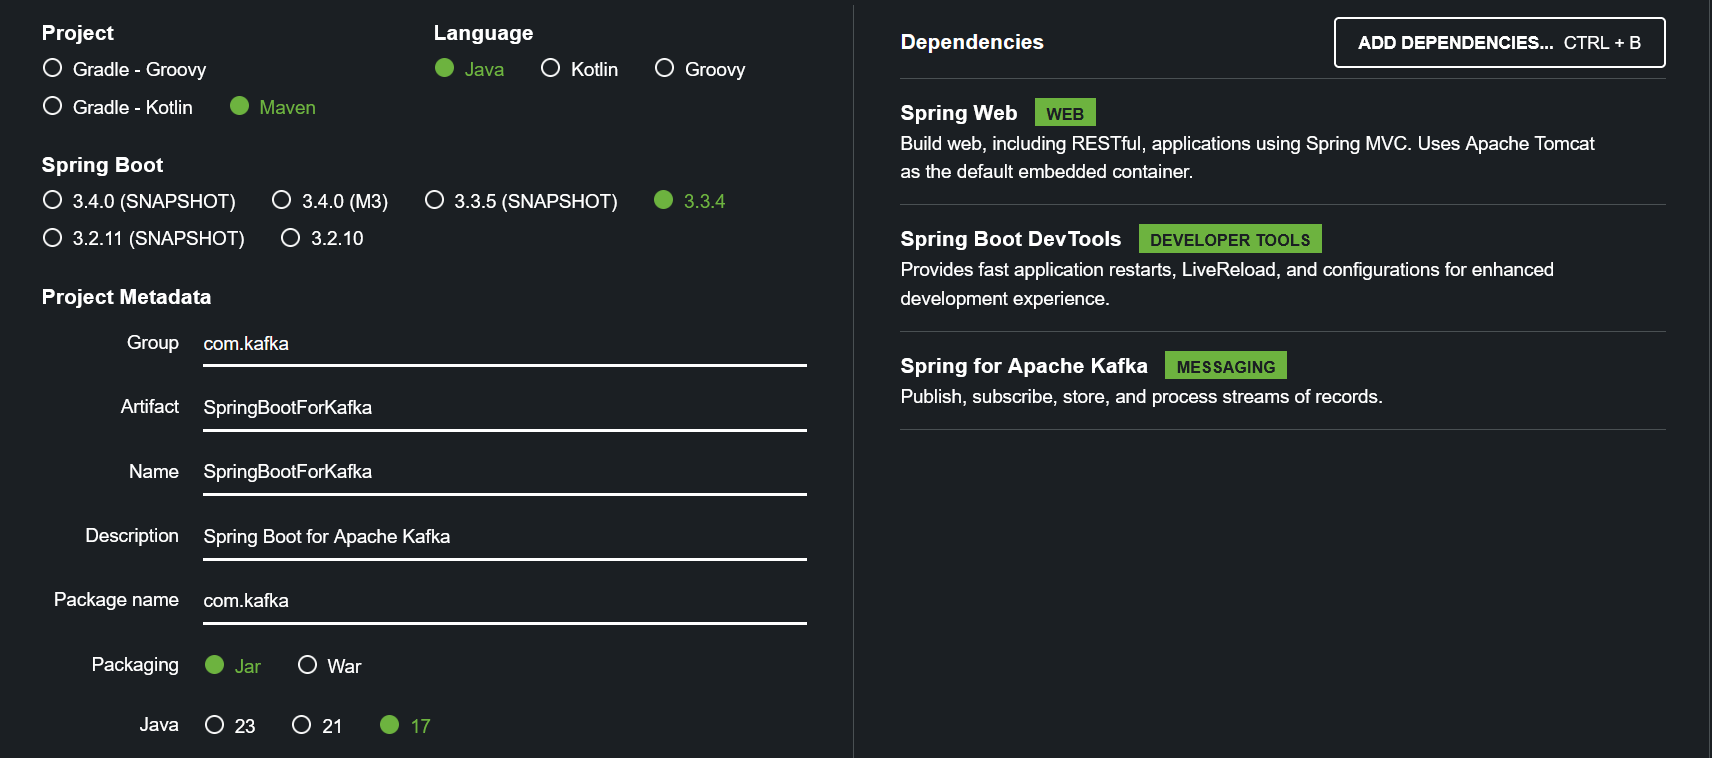 Project
Gradle - Groovy
Gradle - Kotlin Maven
Language
Java Kotlin Groovy
Spring Boot
3.4.0 (SNAPSHOT) 3.4.0 (M3) 3.3.5 (SNAPSHOT) 3.3.4
3.2.11 (SNAPSHOT) 3.2.10
Project Metadata
Group com.kafka
Artifact SpringBootForKafka
Name SpringBootForKafka
Description Spring Boot for Apache Kafka
Package name com.kafka
Packaging Jar War
Java 23 21 17
Dependencies ADD DEPENDENCIES... CTRL + B
Spring Web WEB
Build web, including RESTful, applications using Spring MVC. Uses Apache Tomcat
as the default embedded container.
Spring Boot DevTools DEVELOPER TOOLS
Provides fast application restarts, LiveReload, and configurations for enhanced
development experience.
Spring for Apache Kafka MESSAGING
Publish, subscribe, store, and process streams of records.